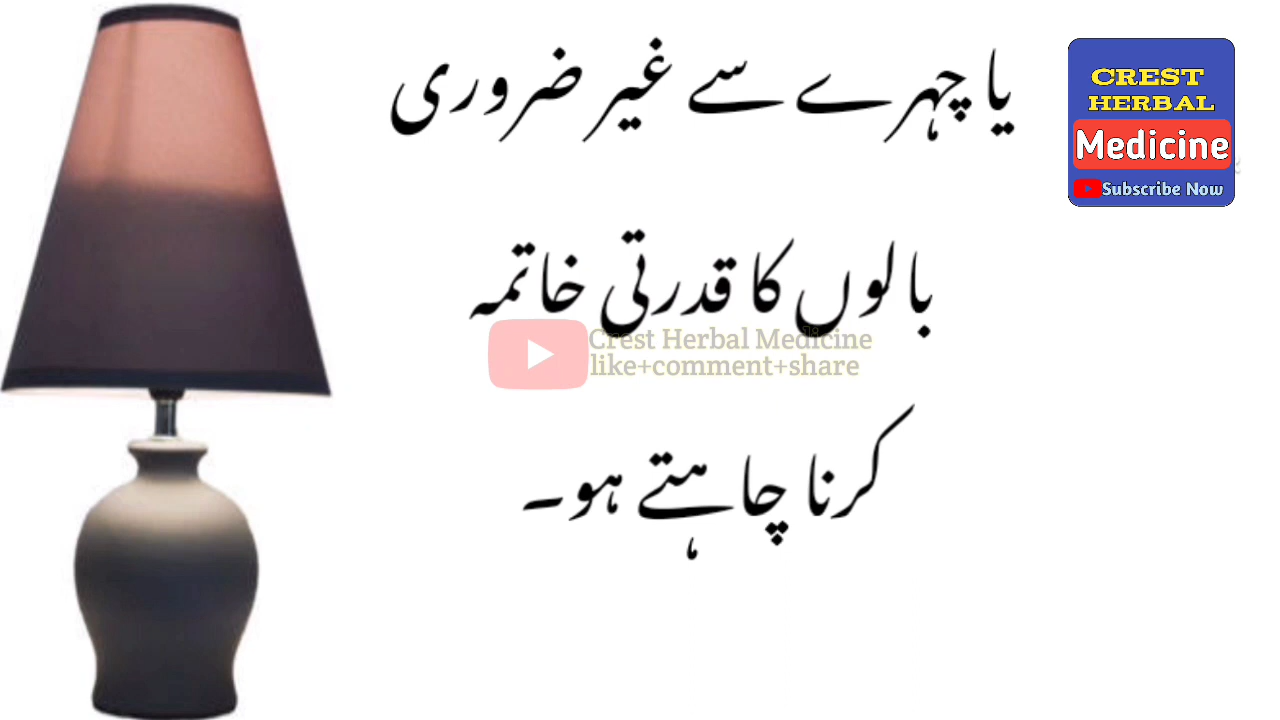 یا چہرے سے غیر ضروری
بالوں کا قدرتی خاتمہ
کرنا چاہتے ہو۔
CREST
HERBAL
Medicine
Subscribe Now
Crest Herbal Medicine
like+comment+share